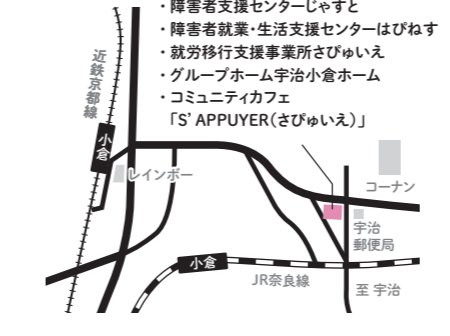 ・障害者支援センターじゃすと
・障害者就業・生活支援センターはぴねす
・就労移行支援事業所さぴゅいえ
・グループホーム宇治小倉ホーム
・コミュニティカフェ
「S' APPUYER（さぴゅいえ）」
近鉄京都線
小倉
レインボー
コーナン
宇治
郵便局
小倉
JR奈良線
至 宇治